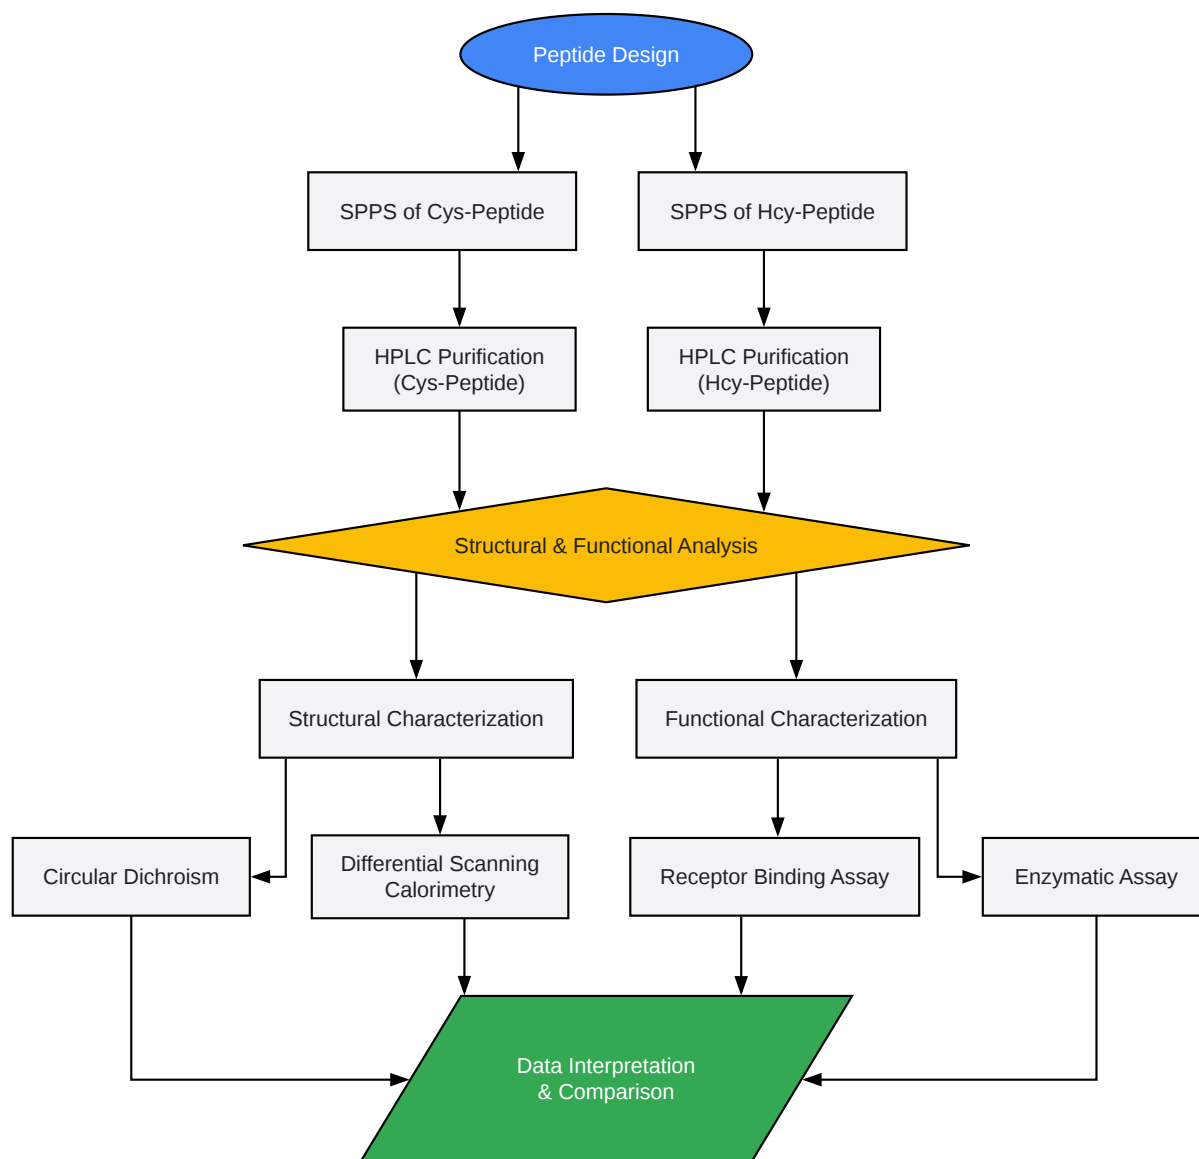 Peptide Design
SPPS of Cys-Peptide
SPPS of Hcy-Peptide
HPLC Purification
(Cys-Peptide)
HPLC Purification
(Hcy-Peptide)
Structural & Functional Analysis
Structural Characterization
Functional Characterization
Circular Dichroism
Differential Scanning
Calorimetry
Receptor Binding Assay
Enzymatic Assay
Data Interpretation
& Comparison